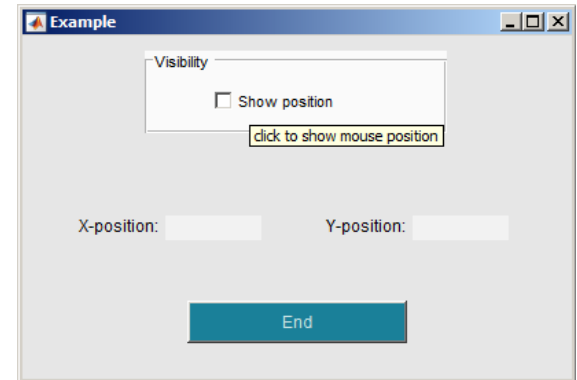 Example
Visibility
Show position
click to show mouse position
X-position:
Y-position:
End